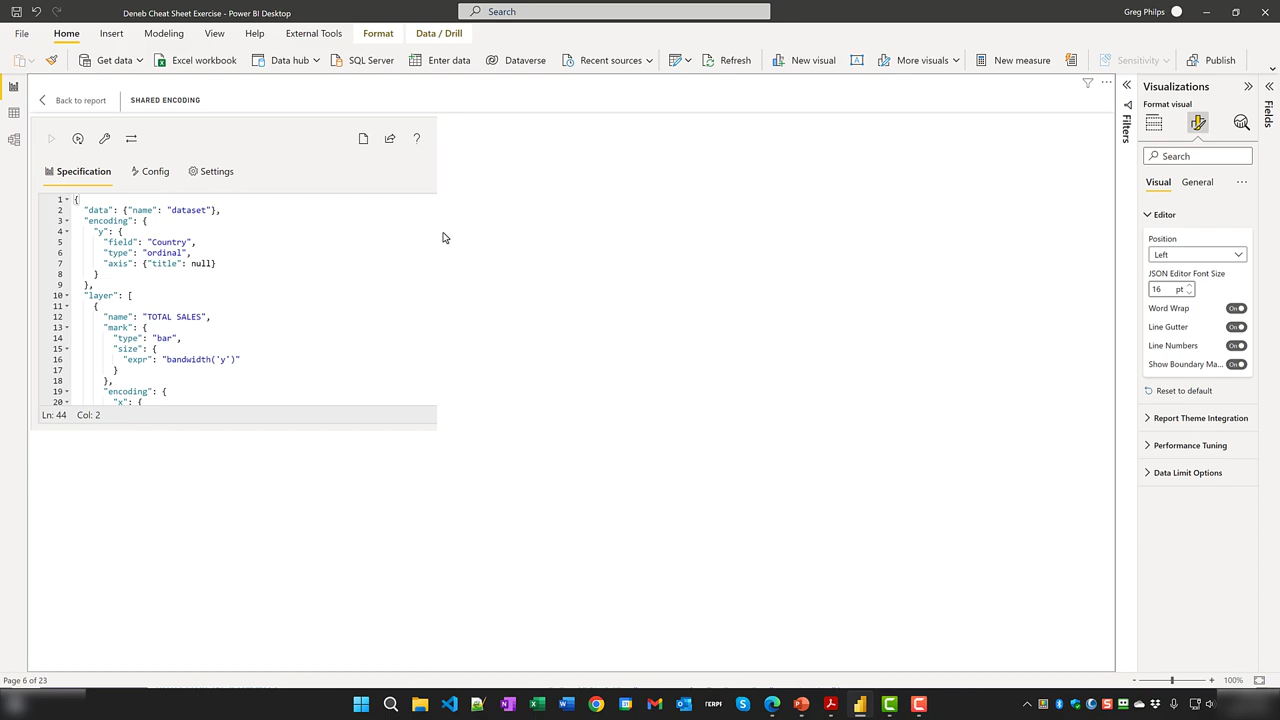 Deneb Cheat Sheet Exercise - Power BI Desktop
Search
Greg Philps
File
Home
Insert
Modeling
View
Help
External Tools
Format
Data / Drill
Get data
Excel workbook
Data hub
SQL Server
Enter data
Dataverse
Recent sources
Refresh
New visual
More visuals
New measure
Sensitivity
Publish
Back to report
SHARED ENCODING
Specification
Config
Settings
1 {
2 "data": {"name": "dataset"},
3 "encoding": {
4 "y": {
5 "field": "Country",
6 "type": "ordinal",
7 "axis": {"title": null}
8 }
9 },
10 "layer": [
11 {
12 "name": "TOTAL SALES",
13 "mark": {
14 "type": "bar",
15 "size": {
16 "expr": "bandwidth('y')"
17 }
18 },
19 "encoding": {
20 "x": {
Ln: 44 Col: 2
Filters
Visualizations
Format visual
Search
Visual
General
Editor
Position
Left
JSON Editor Font Size
16 pt
Word Wrap On
Line Gutter On
Line Numbers On
Show Boundary Ma... On
Reset to default
Report Theme Integration
Performance Tuning
Data Limit Options
Fields
Page 6 of 23
100%